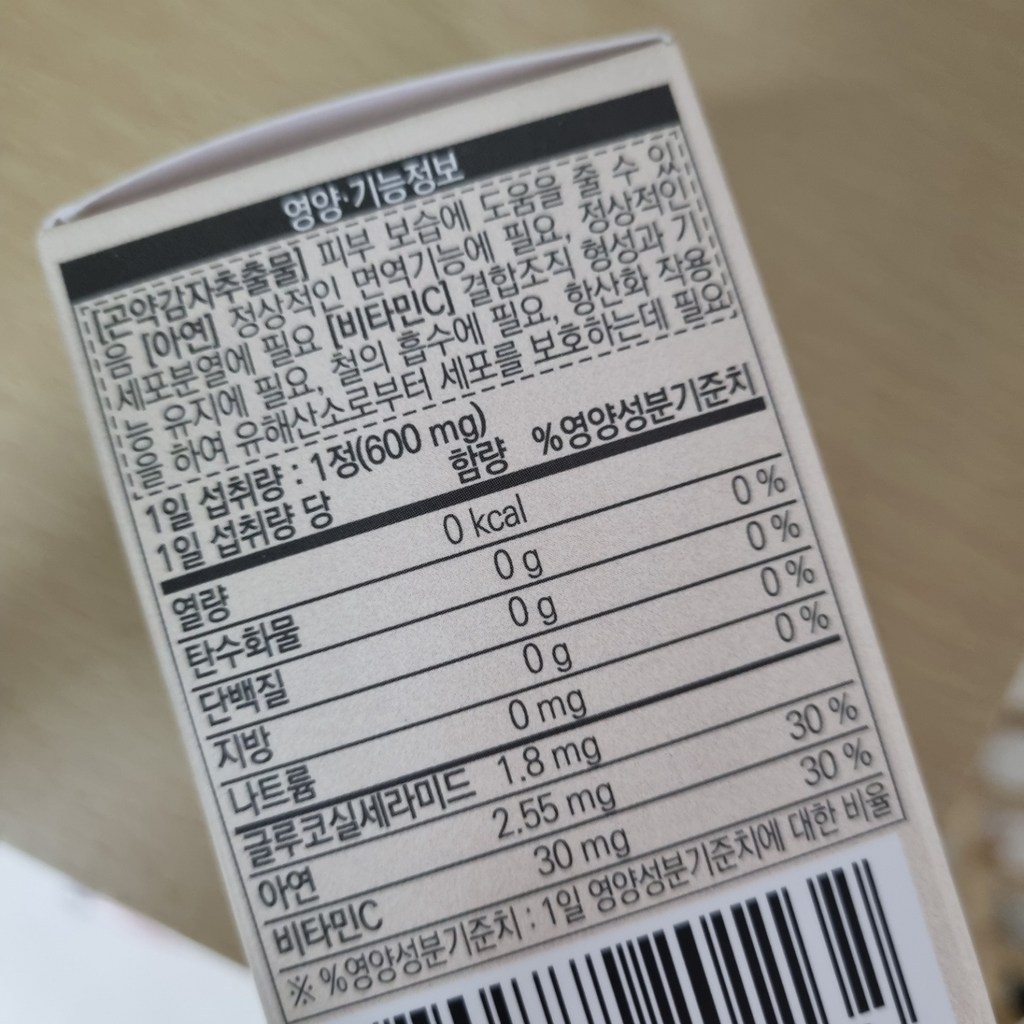 영양·기능정보
[곤약감자추출물] 피부 보습에 도움을 줄 수 있
음 [아연] 정상적인 면역기능에 필요, 정상적인
세포분열에 필요 [비타민C] 결합조직 형성과 기
능 유지에 필요, 철의 흡수에 필요, 항산화 작용
을 하여 유해산소로부터 세포를 보호하는데 필요
1일 섭취량 : 1정(600 mg)
1일 섭취량 당 함량 %영양성분기준치
열량 0 kcal
탄수화물 0 g 0 %
단백질 0 g 0 %
지방 0 g 0 %
나트륨 0 mg 0 %
글루코실세라미드 1.8 mg
아연 2.55 mg 30 %
비타민C 30 mg 30 %
※ %영양성분기준치 : 1일 영양성분기준치에 대한 비율